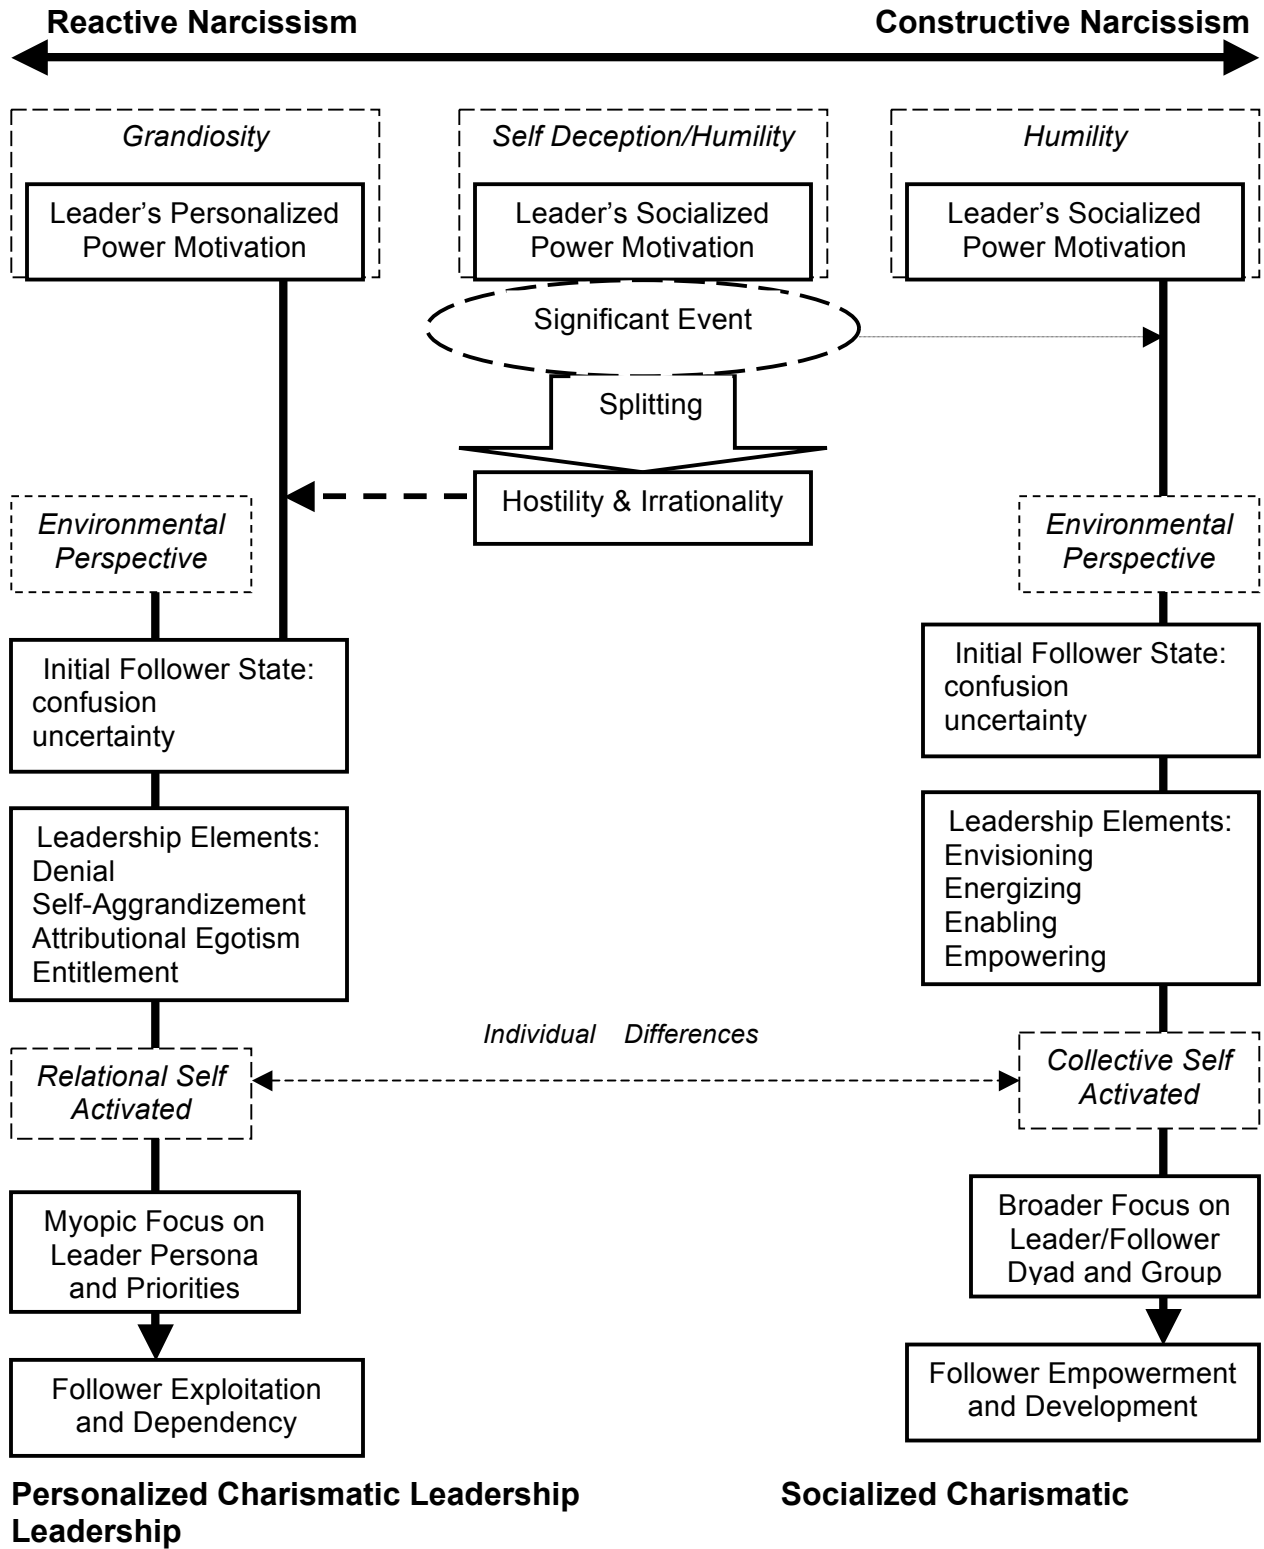 Reactive Narcissism
Constructive Narcissism
Grandiosity
Leader’s Personalized
Power Motivation
Self Deception/Humility
Leader’s Socialized
Power Motivation
Humility
Leader’s Socialized
Power Motivation
Significant Event
Splitting
Hostility & Irrationality
Environmental
Perspective
Environmental
Perspective
Initial Follower State:
confusion
uncertainty
Initial Follower State:
confusion
uncertainty
Leadership Elements:
Denial
Self-Aggrandizement
Attributional Egotism
Entitlement
Leadership Elements:
Envisioning
Energizing
Enabling
Empowering
Individual Differences
Relational Self
Activated
Collective Self
Activated
Myopic Focus on
Leader Persona
and Priorities
Broader Focus on
Leader/Follower
Dyad and Group
Follower Exploitation
and Dependency
Follower Empowerment
and Development
Personalized Charismatic Leadership
Socialized Charismatic
Leadership